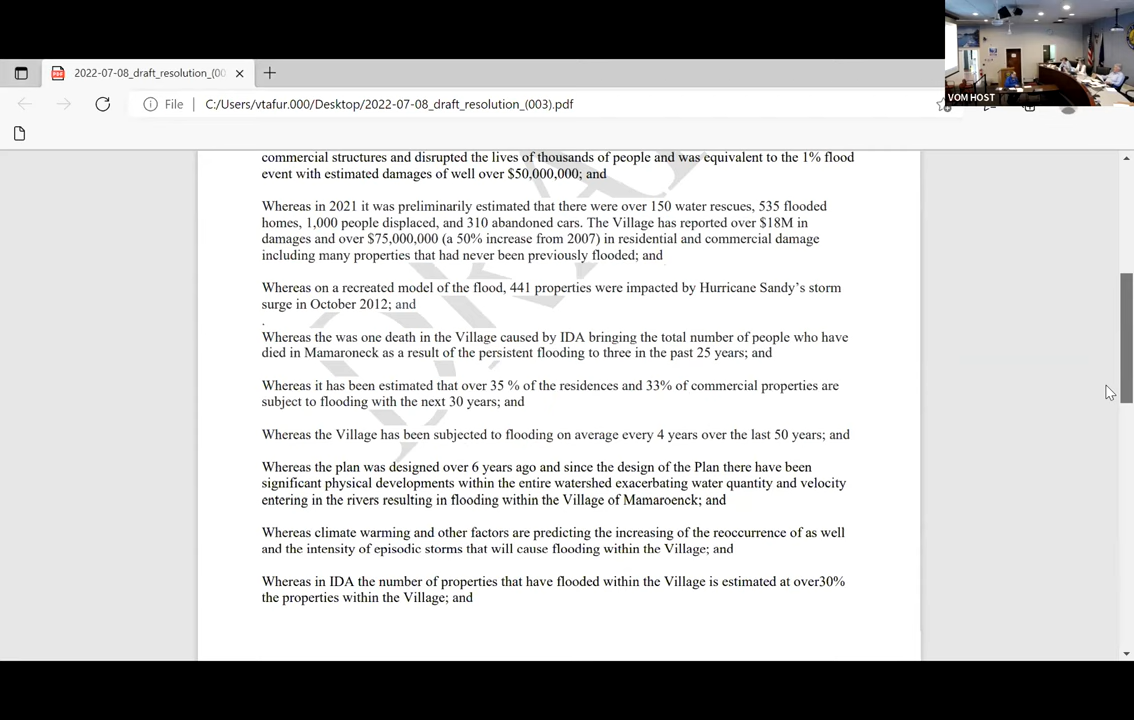 2022-07-08_draft_resolution_(00
File
C:/Users/vtafur.000/Desktop/2022-07-08_draft_resolution_(003).pdf
VOM HOST
commercial structures and disrupted the lives of thousands of people and was equivalent to the 1% flood
event with estimated damages of well over $50,000,000; and
Whereas in 2021 it was preliminarily estimated that there were over 150 water rescues, 535 flooded
homes, 1,000 people displaced, and 310 abandoned cars. The Village has reported over $18M in
damages and over $75,000,000 (a 50% increase from 2007) in residential and commercial damage
including many properties that had never been previously flooded; and
Whereas on a recreated model of the flood, 441 properties were impacted by Hurricane Sandy's storm
surge in October 2012; and
.
Whereas the was one death in the Village caused by IDA bringing the total number of people who have
died in Mamaroneck as a result of the persistent flooding to three in the past 25 years; and
Whereas it has been estimated that over 35 % of the residences and 33% of commercial properties are
subject to flooding with the next 30 years; and
Whereas the Village has been subjected to flooding on average every 4 years over the last 50 years; and
Whereas the plan was designed over 6 years ago and since the design of the Plan there have been
significant physical developments within the entire watershed exacerbating water quantity and velocity
entering in the rivers resulting in flooding within the Village of Mamaroenck; and
Whereas climate warming and other factors are predicting the increasing of the reoccurrence of as well
and the intensity of episodic storms that will cause flooding within the Village; and
Whereas in IDA the number of properties that have flooded within the Village is estimated at over30%
the properties within the Village; and